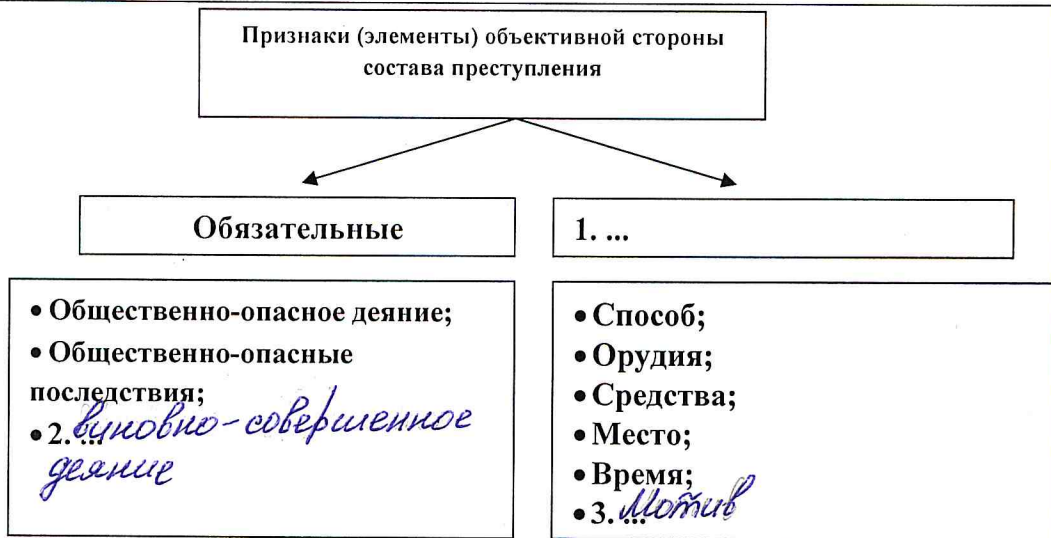 Признаки (элементы) объективной стороны
состава преступления
Обязательные
1. ...
• Общественно-опасное деяние;
• Общественно-опасные
последствия;
• 2. ... виновно-совершенное
деяние
• Способ;
• Орудия;
• Средства;
• Место;
• Время;
• 3. ... Мотив